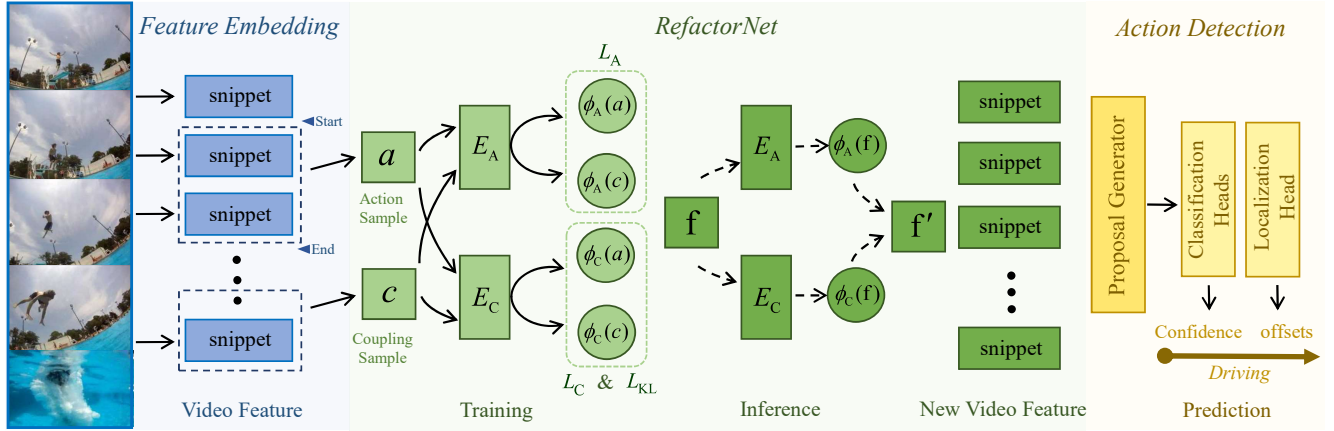 Feature Embedding
snippet
Start
snippet
snippet
End
snippet
Video Feature
RefactorNet
a
Action
Sample
c
Coupling
Sample
E_A
E_C
L_A
ϕ_A(a)
ϕ_A(c)
ϕ_C(a)
ϕ_C(c)
L_C & L_KL
Training
f
E_A
E_C
ϕ_A(f)
ϕ_C(f)
f′
Inference
snippet
snippet
snippet
snippet
New Video Feature
Action Detection
Proposal Generator
Classification
Heads
Localization
Head
Confidence
offsets
Driving
Prediction